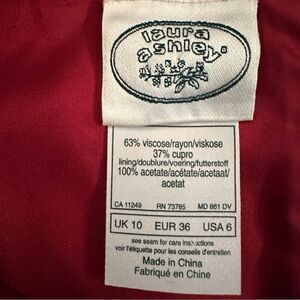 laura
ashley®
63% viscose/rayon/viskose
37% cupro
lining/doublure/voering/futterstoff
100% acetate/acétate/acetaat/
acetat
CA 11249 RN 73785 MD 861 DV
UK 10 EUR 36 USA 6
see seam for care instructions
voir l'étiquette pour les conseils d'entretien
Made in China
Fabriqué en Chine